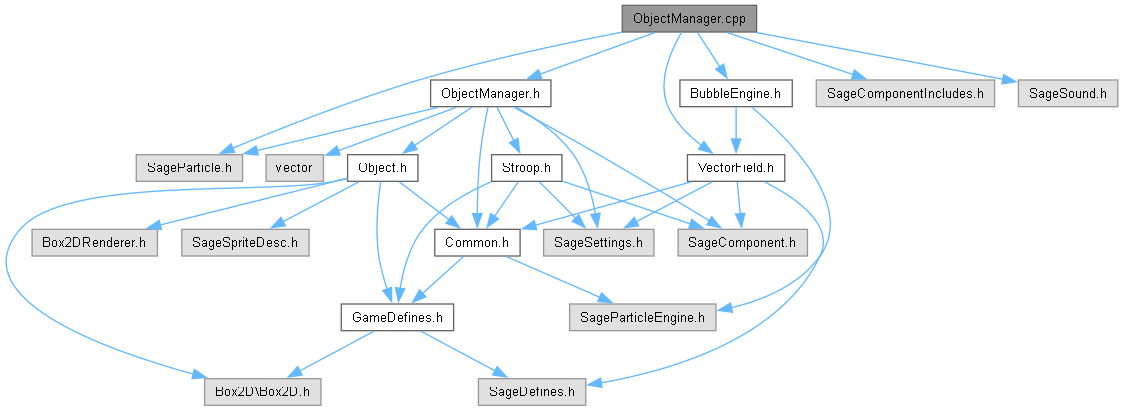 ObjectManager.cpp
ObjectManager.h
BubbleEngine.h
SageComponentIncludes.h
SageSound.h
SageParticle.h
vector
Object.h
Stroop.h
VectorField.h
Box2DRenderer.h
SageSpriteDesc.h
Common.h
SageSettings.h
SageComponent.h
GameDefines.h
SageParticleEngine.h
Box2D\Box2D.h
SageDefines.h